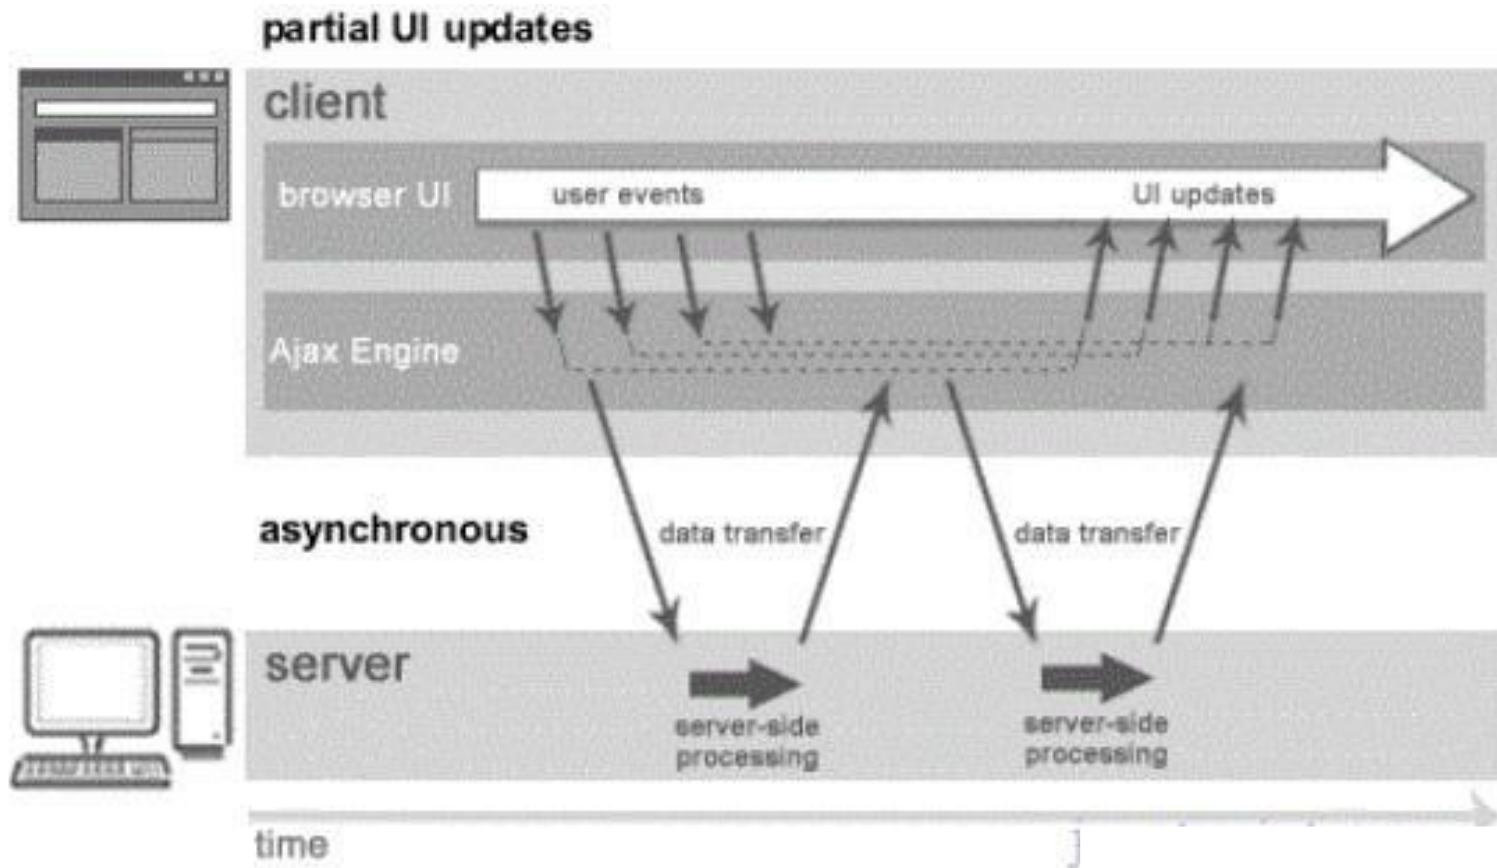 partial UI updates
client
browser UI
user events
UI updates
Ajax Engine
asynchronous
data transfer
data transfer
server
server-side
processing
server-side
processing
time